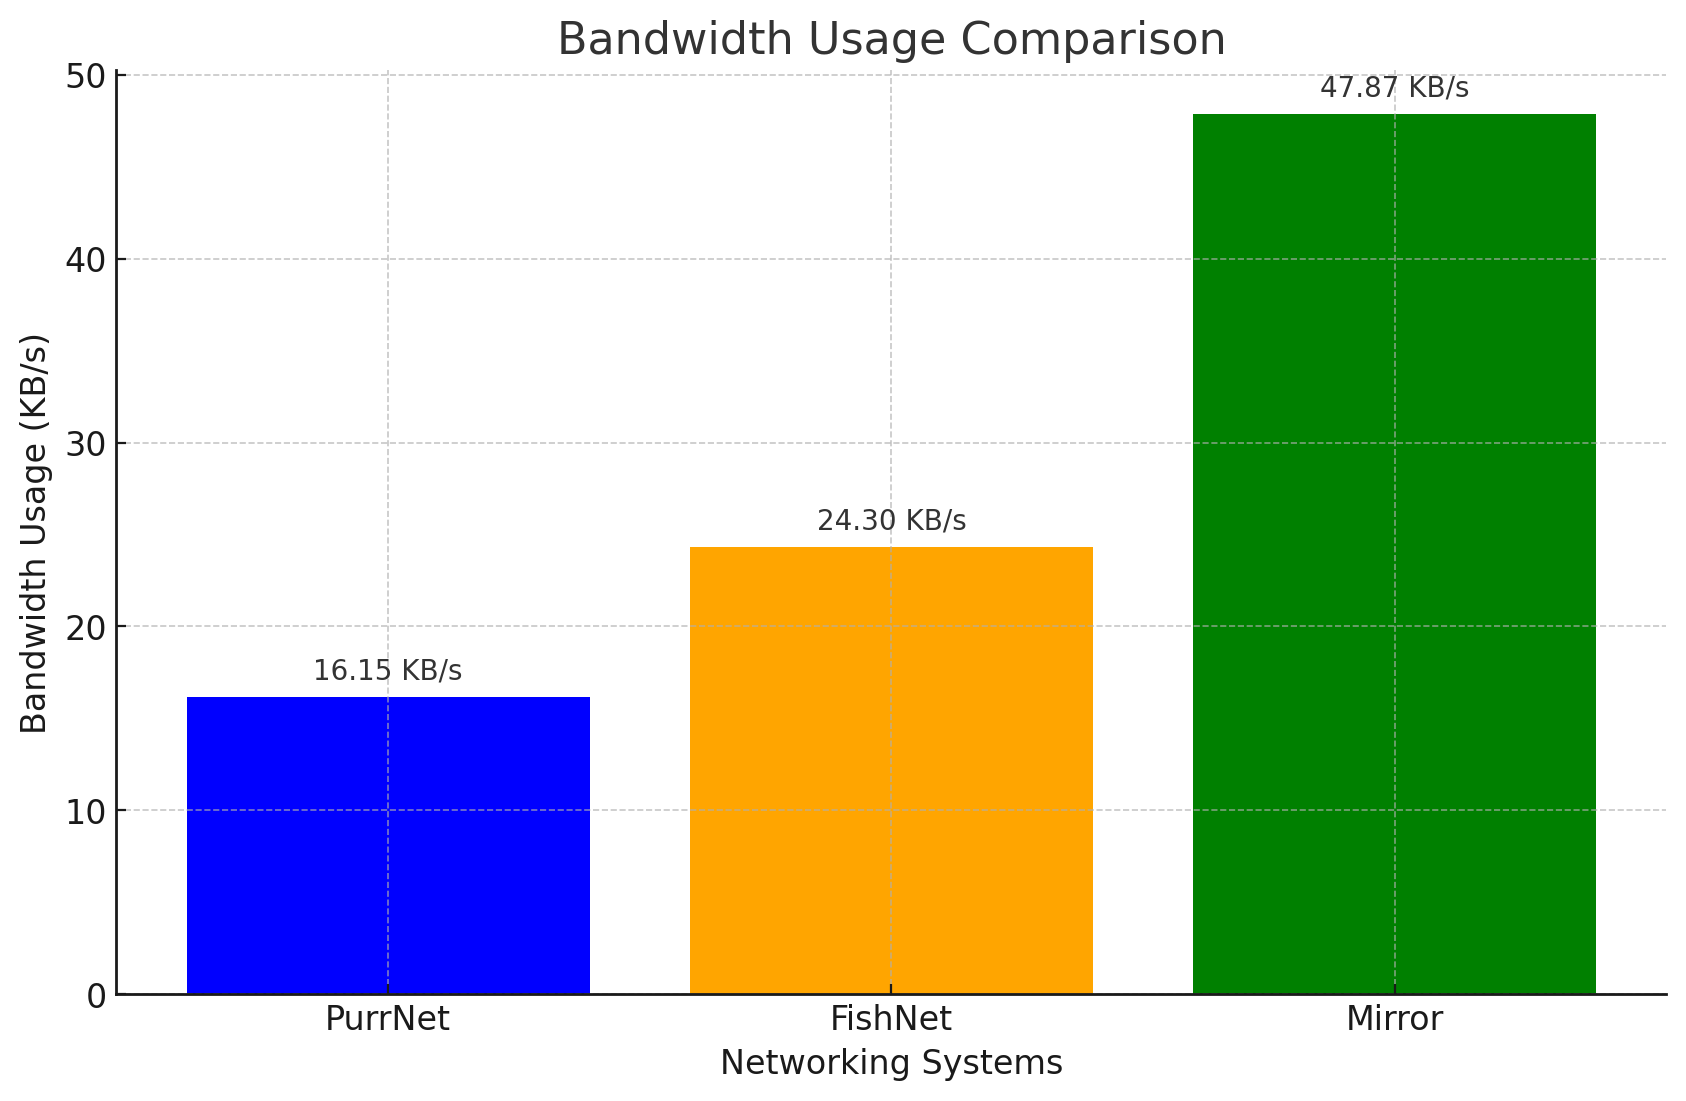 Bandwidth Usage Comparison
Bandwidth Usage (KB/s)
50
40
30
20
10
0
16.15 KB/s
24.30 KB/s
47.87 KB/s
PurrNet
FishNet
Mirror
Networking Systems